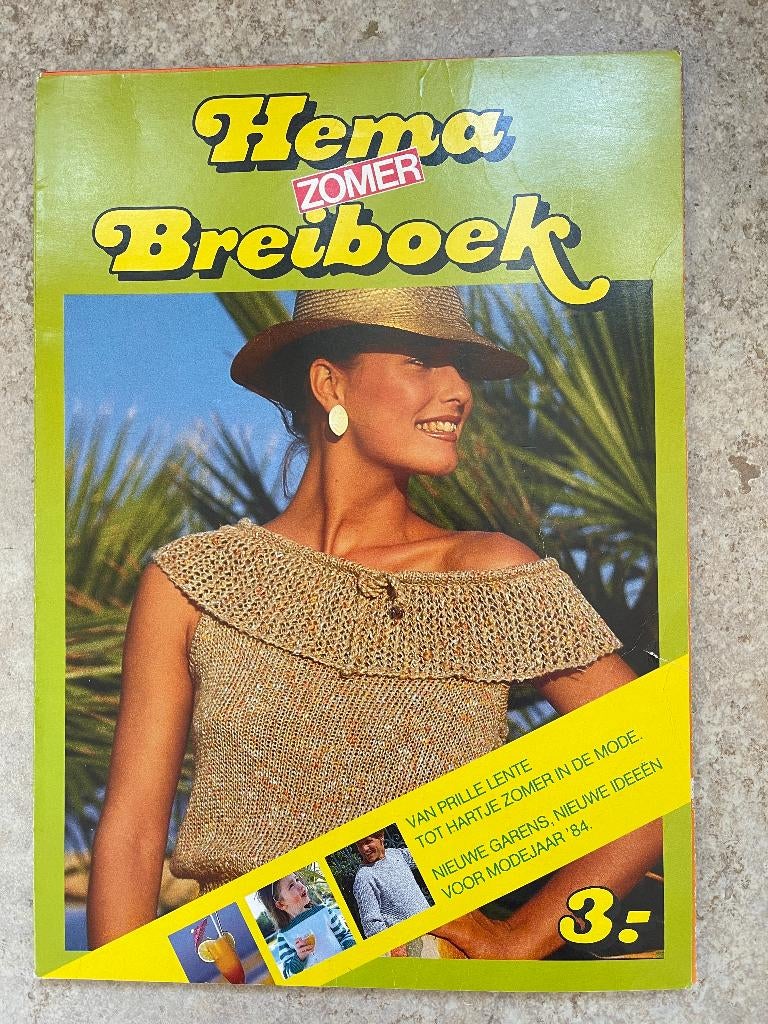 Hema
ZOMER
Breiboek
VAN PRILLE LENTE
TOT HARTJE ZOMER IN DE MODE.
NIEUWE GARENS, NIEUWE IDEEËN
VOOR MODEJAAR '84.
3.-